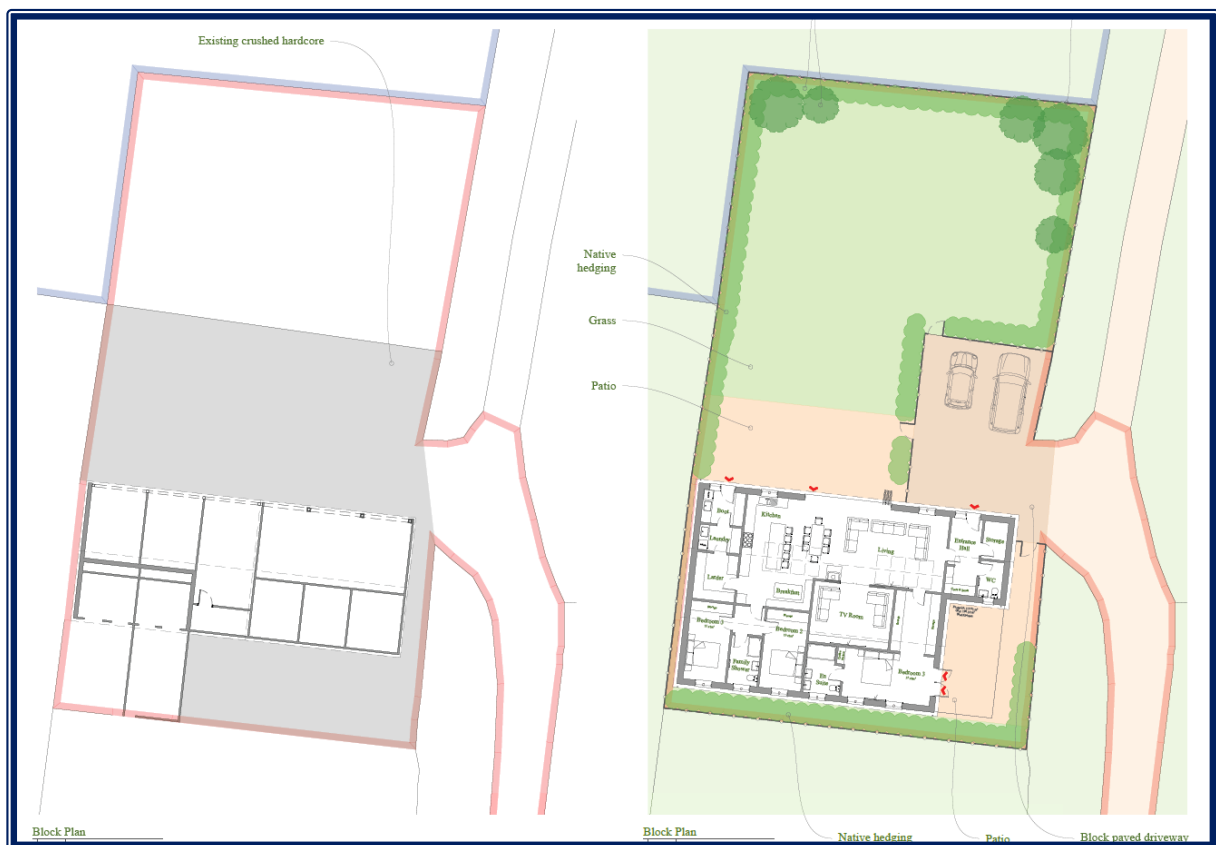 Existing crushed hardcore
Native
hedging
Grass
Patio
Boot
Kitchen
Laundry
Larder
Breakfast
Living
Entrance
Hall
Storage
WC
TV Room
Bedroom 3
Bedroom 2
Family
Shower
En
Suite
Bedroom 1
Block Plan
Block Plan
Native hedging
Patio
Block paved driveway